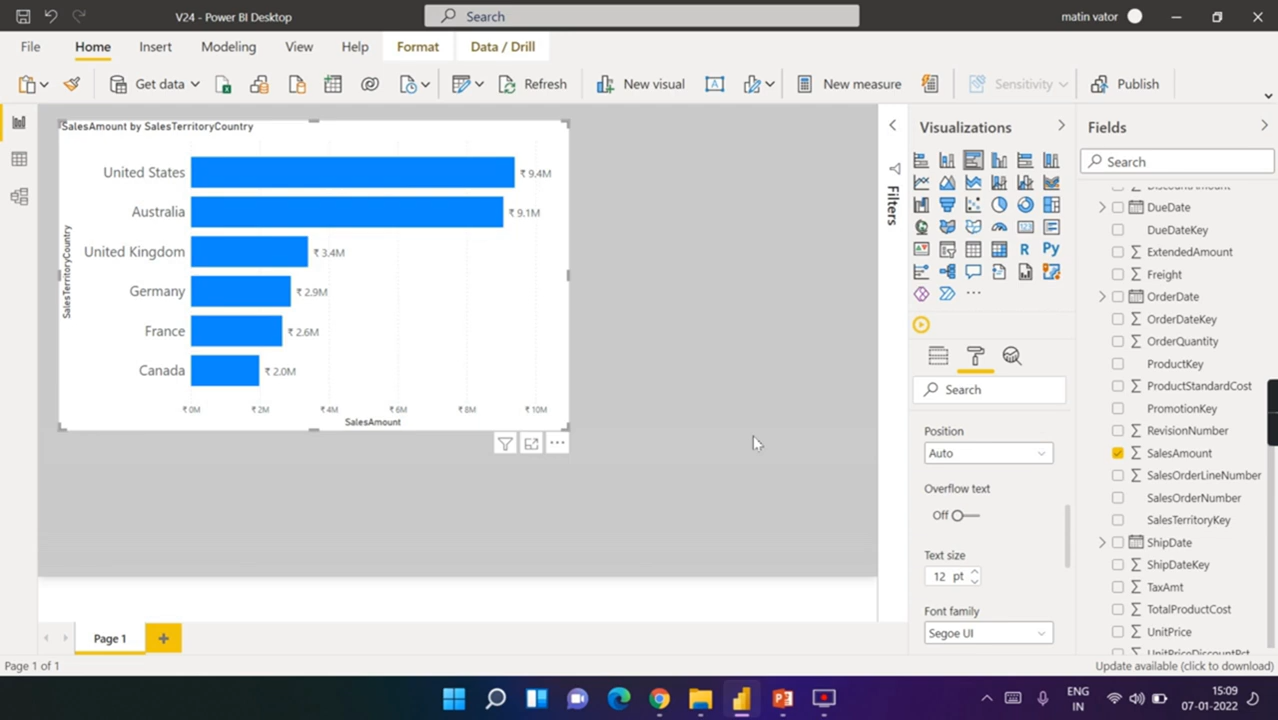 V24 - Power BI Desktop
Search
matin vator
File
Home
Insert
Modeling
View
Help
Format
Data / Drill
Get data
Refresh
New visual
New measure
Sensitivity
Publish
SalesAmount by SalesTerritoryCountry
SalesTerritoryCountry
United States
₹ 9.4M
Australia
₹ 9.1M
United Kingdom
₹ 3.4M
Germany
₹ 2.9M
France
₹ 2.6M
Canada
₹ 2.0M
₹ 0M
₹ 2M
₹ 4M
₹ 6M
₹ 8M
₹ 10M
SalesAmount
Filters
Visualizations
R
Py
Search
Position
Auto
Overflow text
Off
Text size
12 pt
Font family
Segoe UI
Fields
Search
DiscountAmount
DueDate
DueDateKey
ExtendedAmount
Freight
OrderDate
OrderDateKey
OrderQuantity
ProductKey
ProductStandardCost
PromotionKey
RevisionNumber
SalesAmount
SalesOrderLineNumber
SalesOrderNumber
SalesTerritoryKey
ShipDate
ShipDateKey
TaxAmt
TotalProductCost
UnitPrice
UnitPriceDiscountPct
Page 1
Page 1 of 1
Update available (click to download)
ENG
IN
15:09
07-01-2022